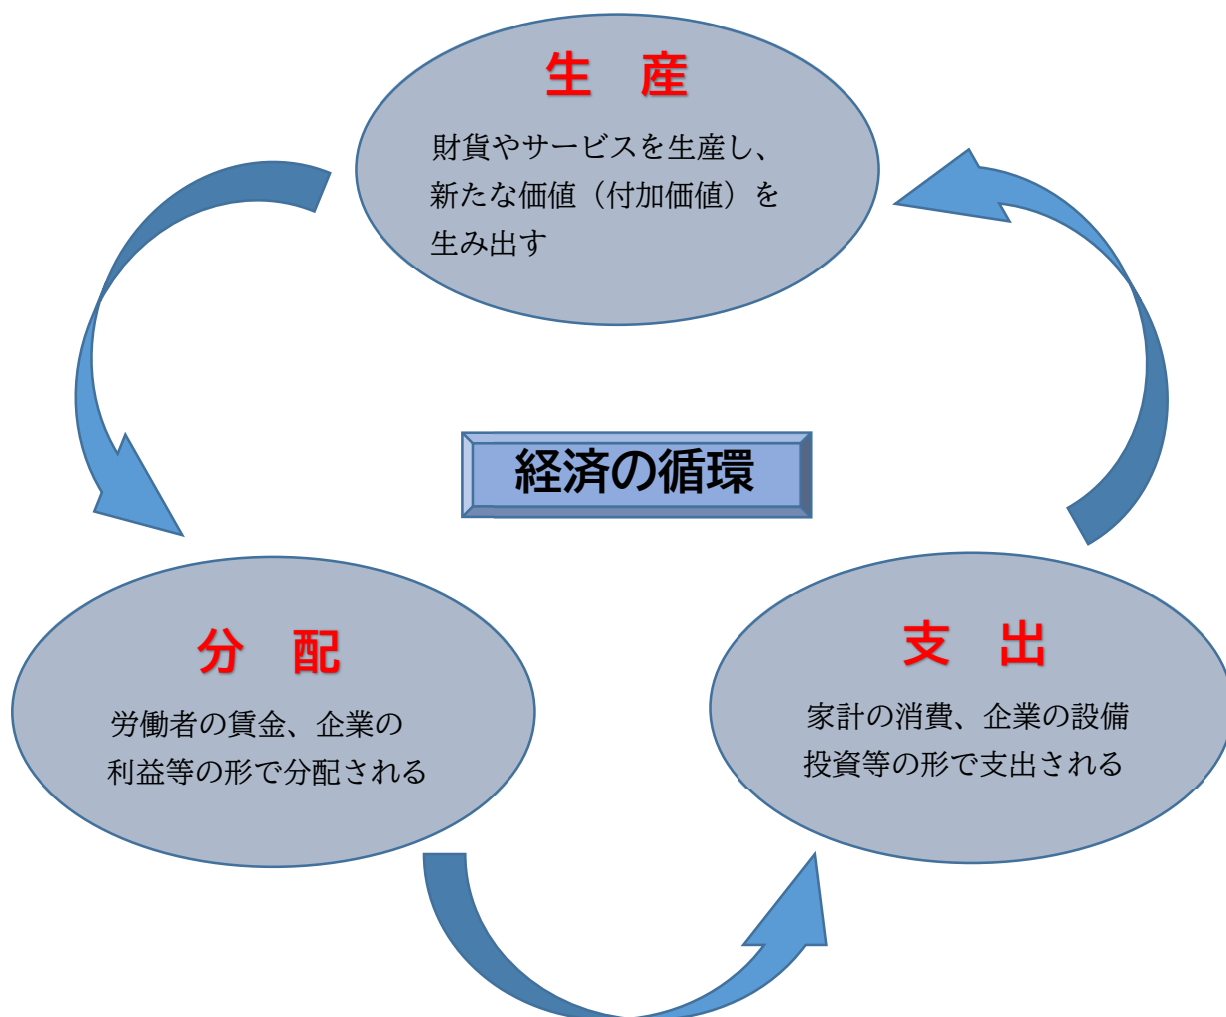 生　産
財貨やサービスを生産し、
新たな価値（付加価値）を
生み出す
経済の循環
分　配
労働者の賃金、企業の
利益等の形で分配される
支　出
家計の消費、企業の設備
投資等の形で支出される